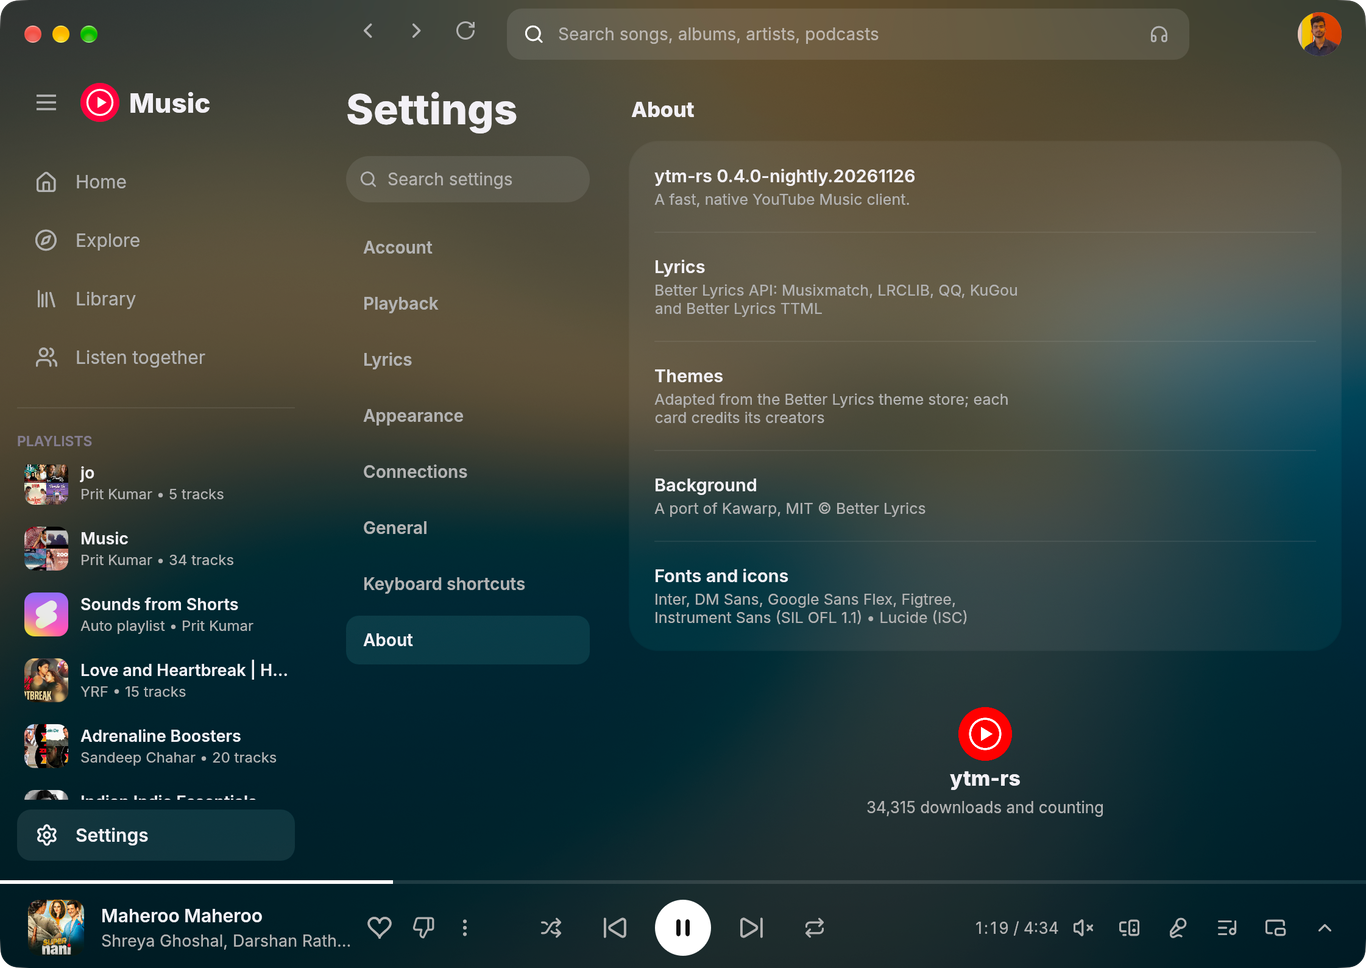 Search songs, albums, artists, podcasts
Music
Home
Explore
Library
Listen together
PLAYLISTS
jo
Prit Kumar • 5 tracks
Music
Prit Kumar • 34 tracks
Sounds from Shorts
Auto playlist • Prit Kumar
Love and Heartbreak | H...
YRF • 15 tracks
Adrenaline Boosters
Sandeep Chahar • 20 tracks
Indian Indie Essentials
Settings
Settings
Search settings
Account
Playback
Lyrics
Appearance
Connections
General
Keyboard shortcuts
About
About
ytm-rs 0.4.0-nightly.20261126
A fast, native YouTube Music client.
Lyrics
Better Lyrics API: Musixmatch, LRCLIB, QQ, KuGou
and Better Lyrics TTML
Themes
Adapted from the Better Lyrics theme store; each
card credits its creators
Background
A port of Kawarp, MIT © Better Lyrics
Fonts and icons
Inter, DM Sans, Google Sans Flex, Figtree,
Instrument Sans (SIL OFL 1.1) • Lucide (ISC)
ytm-rs
34,315 downloads and counting
SUPER
nani
Maheroo Maheroo
Shreya Ghoshal, Darshan Rath...
1:19 / 4:34